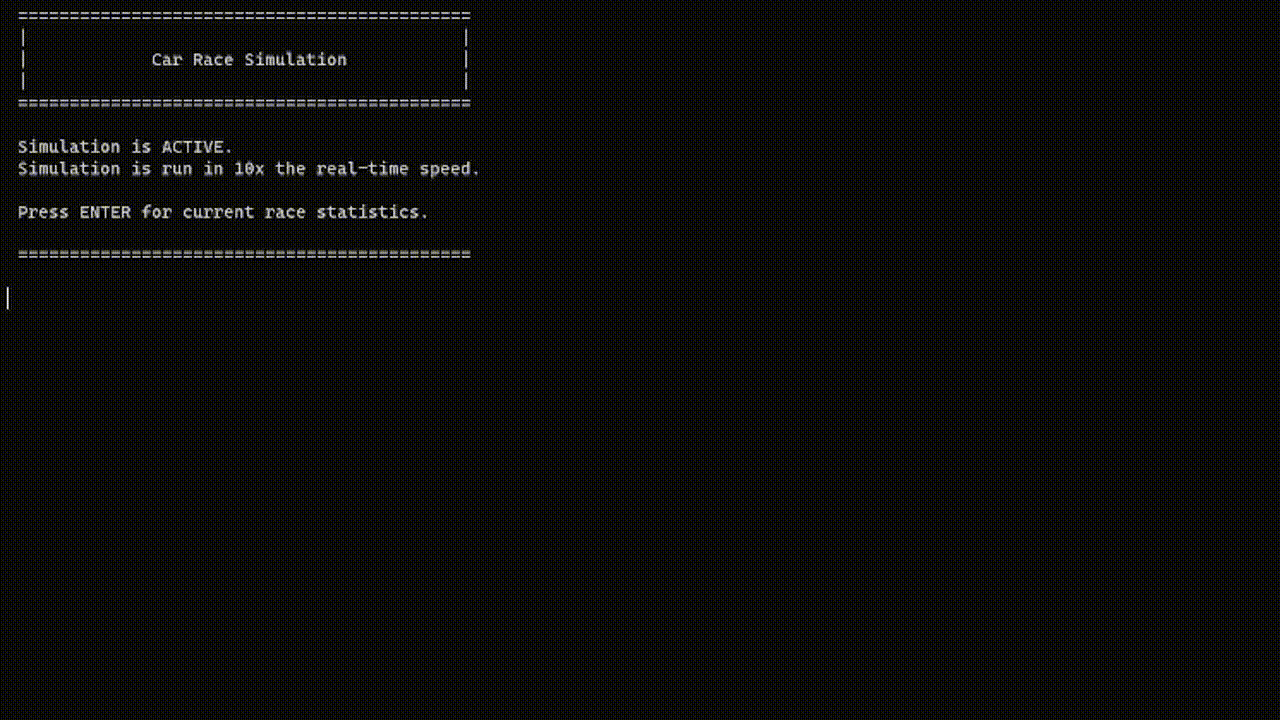 ============================================
|                                          |
|            Car Race Simulation           |
|                                          |
============================================
Simulation is ACTIVE.
Simulation is run in 10x the real-time speed.
Press ENTER for current race statistics.
============================================